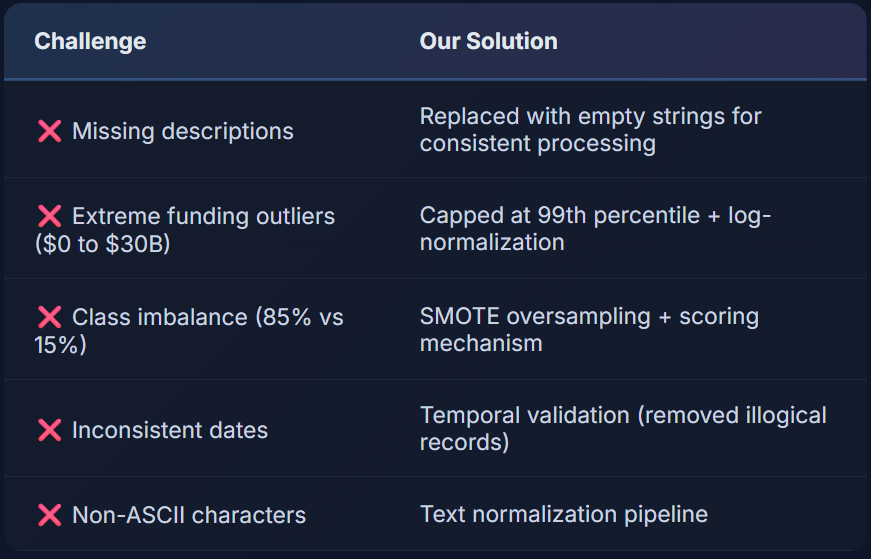 Challenge
Our Solution
❌ Missing descriptions
Replaced with empty strings for
consistent processing
❌ Extreme funding outliers
($0 to $30B)
Capped at 99th percentile + log-
normalization
❌ Class imbalance (85% vs
15%)
SMOTE oversampling + scoring
mechanism
❌ Inconsistent dates
Temporal validation (removed illogical
records)
❌ Non-ASCII characters
Text normalization pipeline